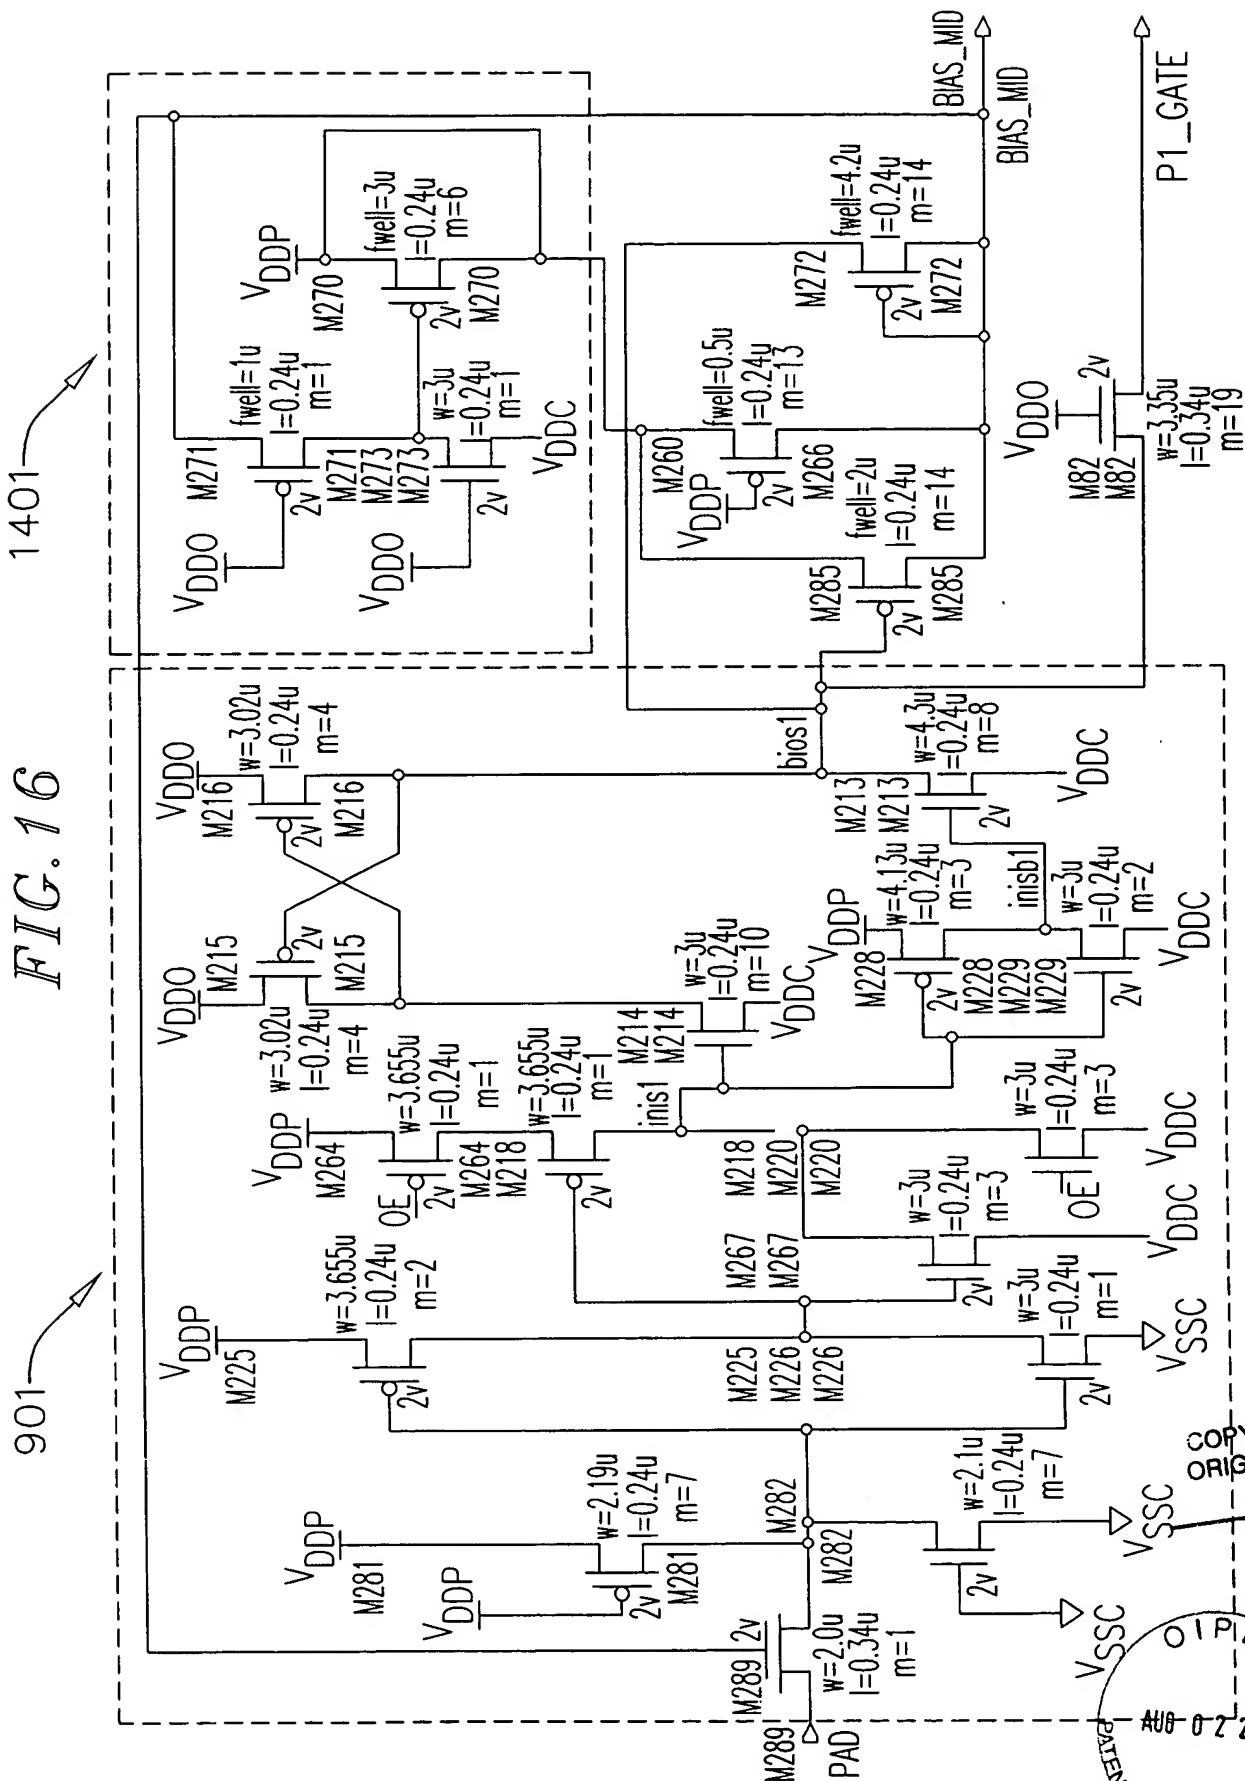 FIG. 16
901
1401
VDDP
M225
w=3.655u
l=0.24u
m=2
2v
M225
M226
M226
w=3u
l=0.24u
m=1
2v
VSSC
VDDP
M281
VDDP
w=2.19u
l=0.24u
m=7
2v
M281
M289
2v
M289
w=2.0u
l=0.34u
m=1
PAD
M282
M282
w=2.1u
l=0.24u
m=7
2v
VSSC
VSSC
VDDP
M264
w=3.655u
l=0.24u
m=1
OE
2v
M264
M218
w=3.655u
l=0.24u
m=1
2v
inis1
M218
M220
M220
w=3u
l=0.24u
m=3
OE
VDDC
M267
M267
w=3u
l=0.24u
m=3
2v
VDDC
VDDO
M215
2v
M215
w=3.02u
l=0.24u
m=4
VDDO
M216
w=3.02u
l=0.24u
m=4
2v
M216
M214
M214
w=3u
l=0.24u
m=10
VDDC
VDDP
M228
w=4.13u
l=0.24u
m=3
2v
M228
M229
M229
inisb1
w=3u
l=0.24u
m=2
2v
VDDC
bios1
M213
M213
w=4.3u
l=0.24u
m=8
2v
VDDC
VDDO
M271
fwell=1u
l=0.24u
m=1
2v
M271
M273
M273
w=3u
l=0.24u
m=1
VDDO
2v
VDDC
VDDP
M270
fwell=3u
l=0.24u
m=6
2v
M270
M260
VDDP
fwell=0.5u
l=0.24u
m=13
2v
M266
M285
fwell=2u
l=0.24u
m=14
2v
M285
M272
fwell=4.2u
l=0.24u
m=14
2v
M272
BIAS_MID
BIAS_MID
VDDO
M82
M82
2v
w=3.35u
l=0.34u
m=19
P1_GATE
COPY
ORIG
OIP
AUG 02 2
PATEN